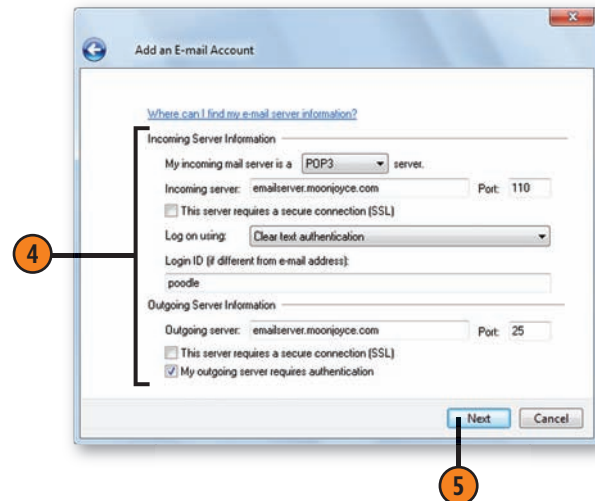 Add an E-mail Account
Where can I find my e-mail server information?
Incoming Server Information
My incoming mail server is a POP3 server.
Incoming server: emailserver.moonjoyce.com Port: 110
This server requires a secure connection (SSL)
Log on using: Clear text authentication
Login ID (if different from e-mail address):
poodle
Outgoing Server Information
Outgoing server: emailserver.moonjoyce.com Port: 25
This server requires a secure connection (SSL)
My outgoing server requires authentication
4
Next Cancel
5